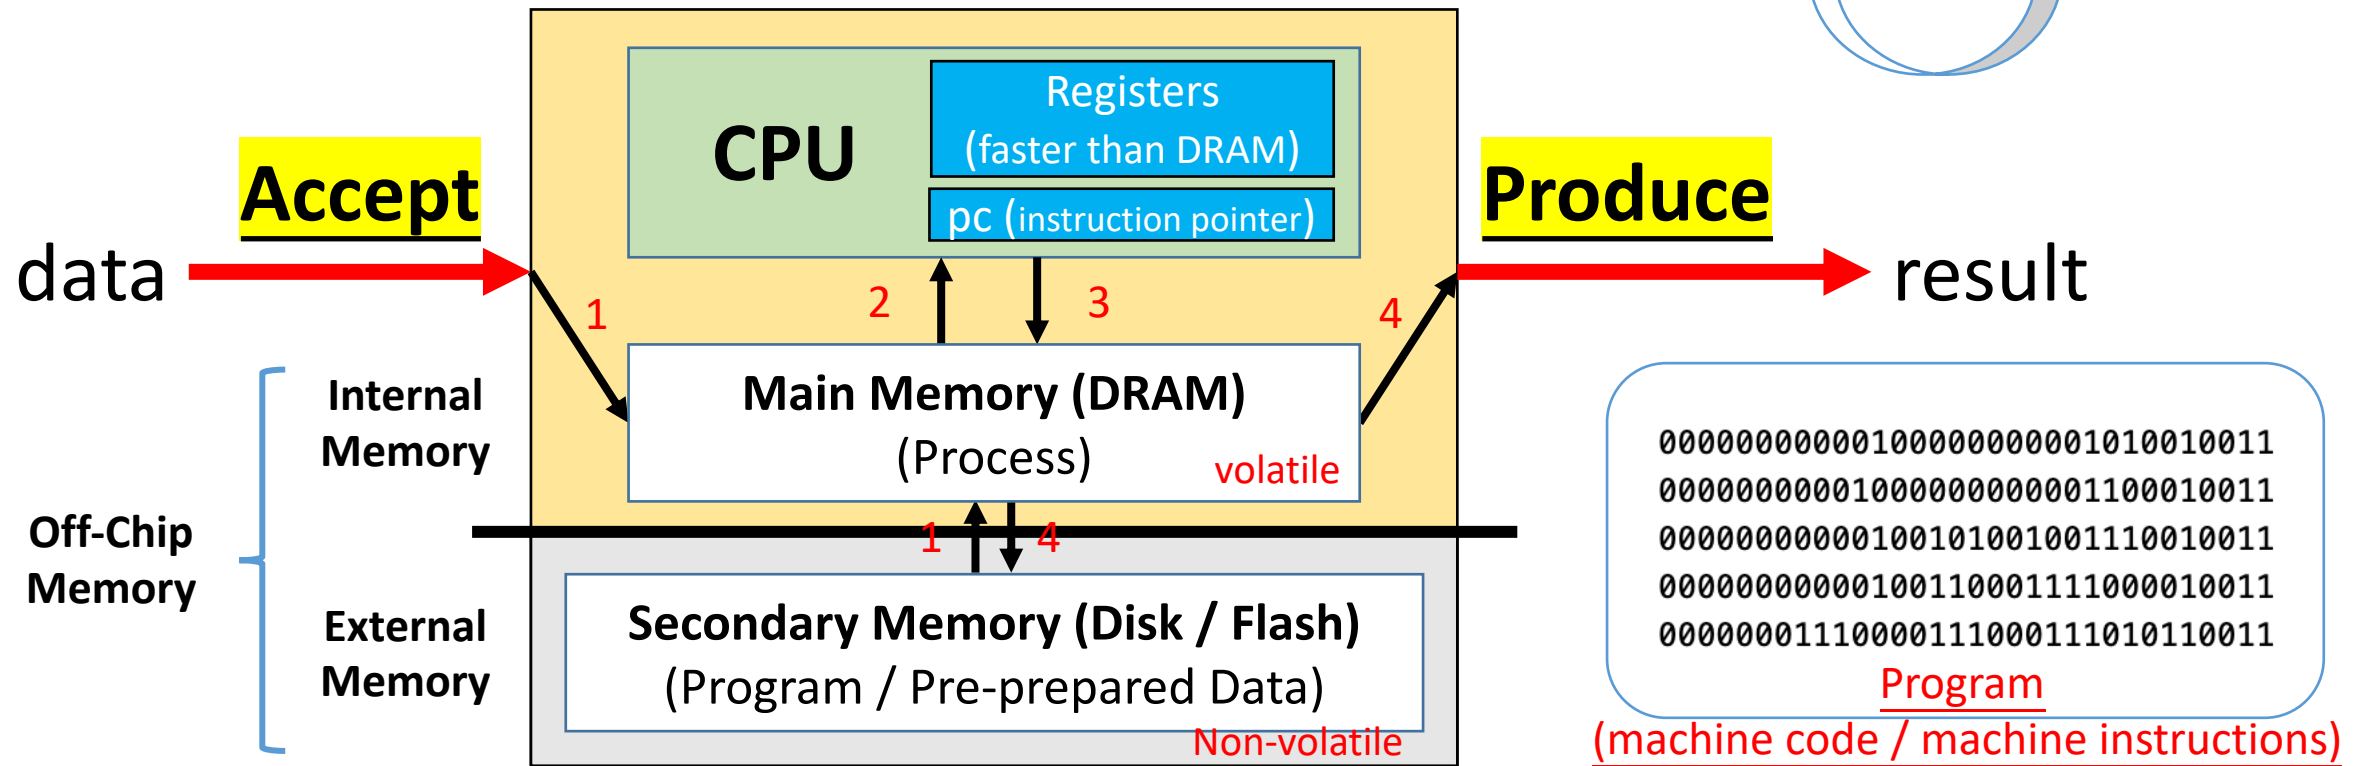 CPU
Registers
(faster than DRAM)
pc (instruction pointer)
Accept
Produce
data
result
1
2
3
4
Internal
Memory
Main Memory (DRAM)
(Process)
volatile
Off-Chip
Memory
1
4
External
Memory
Secondary Memory (Disk / Flash)
(Program / Pre-prepared Data)
Non-volatile
00000000000100000000001010010011
00000000001000000000001100010011
00000000000100101001001110010011
00000000000100110001111000010011
00000001110000111000111010110011
Program
(machine code / machine instructions)